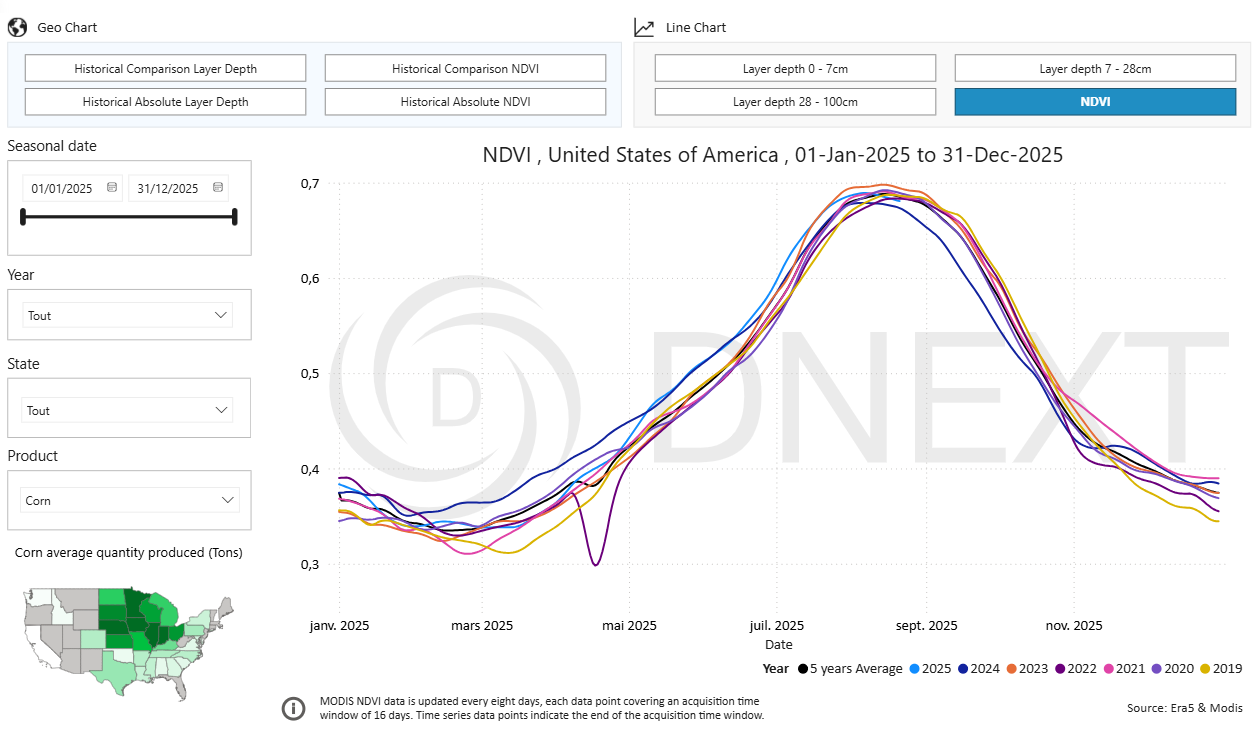 Geo Chart
Line Chart
Historical Comparison Layer Depth
Historical Comparison NDVI
Layer depth 0 - 7cm
Layer depth 7 - 28cm
Historical Absolute Layer Depth
Historical Absolute NDVI
Layer depth 28 - 100cm
NDVI
Seasonal date
01/01/2025
31/12/2025
Year
Tout
State
Tout
Product
Corn
Corn average quantity produced (Tons)
NDVI , United States of America , 01-Jan-2025 to 31-Dec-2025
0,7
0,6
0,5
0,4
0,3
D DNEXT
janv. 2025
mars 2025
mai 2025
juil. 2025
sept. 2025
nov. 2025
Date
Year 5 years Average 2025 2024 2023 2022 2021 2020 2019
MODIS NDVI data is updated every eight days, each data point covering an acquisition time
window of 16 days. Time series data points indicate the end of the acquisition time window.
Source: Era5 & Modis